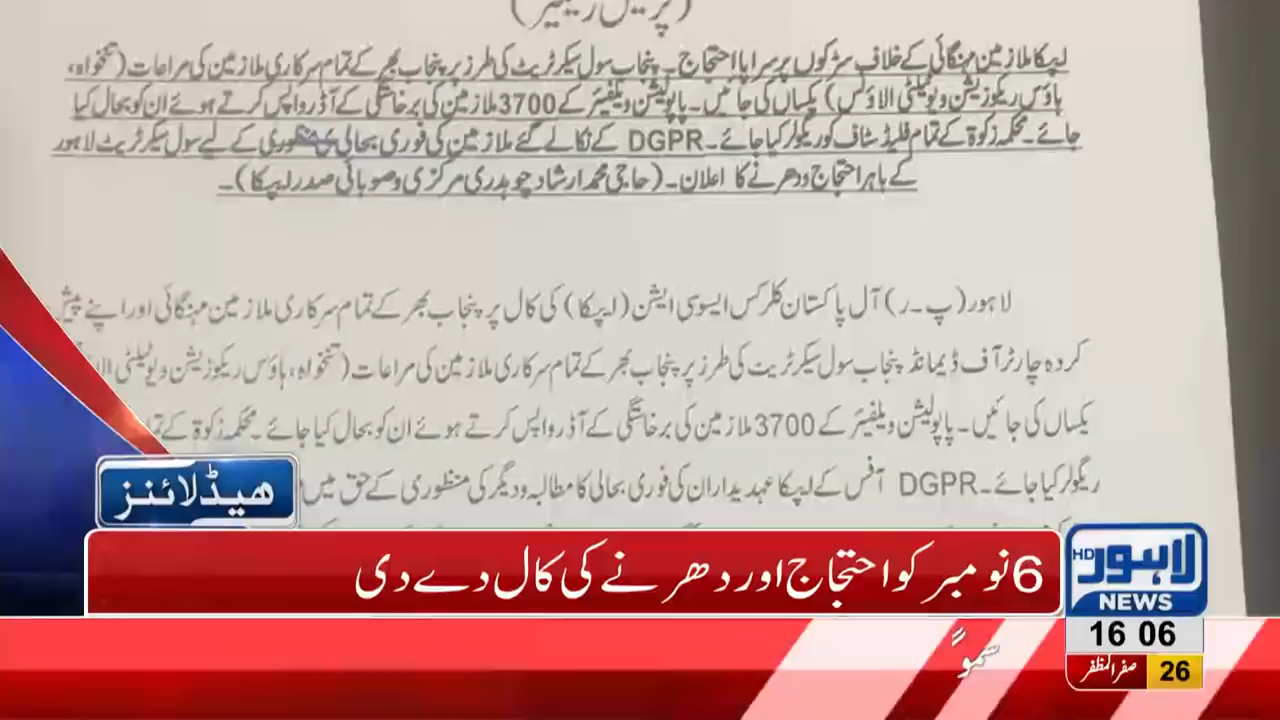 (پریس ریلیز)
ایپکا ملازمین مہنگائی کے خلاف سڑکوں پر سراپا احتجاج۔ پنجاب سول سیکرٹریٹ کی طرز پر پنجاب بھر کے تمام سرکاری ملازمین کی مراعات (تنخواہ،
ہاؤس ریکوزیشن و یوٹیلٹی الاؤنس) یکساں کی جائیں۔ پاپولیشن ویلفیئر کے 3700 ملازمین کی برخاستگی کے آڈر واپس کرتے ہوئے ان کو بحال کیا
جائے۔ محکمہ زکوۃ کے تمام فیلڈ سٹاف کو ریگولر کیا جائے۔ DGPR کے نکالے گئے ملازمین کی فوری بحالی کے لیے سول سیکرٹریٹ لاہور
کے باہر احتجاج و دھرنے کا اعلان۔ (حاجی محمد ارشاد چوہدری مرکزی و صوبائی صدر ایپکا)۔
لاہور (پ۔ر) آل پاکستان کلرکس ایسوسی ایشن (ایپکا) کی کال پر پنجاب بھر کے تمام سرکاری ملازمین مہنگائی اور اپنے پیش
کردہ چارٹر آف ڈیمانڈ پنجاب سول سیکرٹریٹ کی طرز پر پنجاب بھر کے تمام سرکاری ملازمین کی مراعات (تنخواہ، ہاؤس ریکوزیشن و یوٹیلٹی
یکساں کی جائیں۔ پاپولیشن ویلفیئر کے 3700 ملازمین کی برخاستگی کے آڈر واپس کرتے ہوئے ان کو بحال کیا جائے۔ محکمہ زکوۃ کے
ریگولر کیا جائے۔ DGPR آفس کے ایپکا عہدیداران کی فوری بحالی کا مطالبہ و دیگر کی منظوری کے حق میں
ہیڈلائنز
6 نومبر کو احتجاج اور دھرنے کی کال دے دی
لاہور HD
NEWS
16 06
صفر المظفر 26